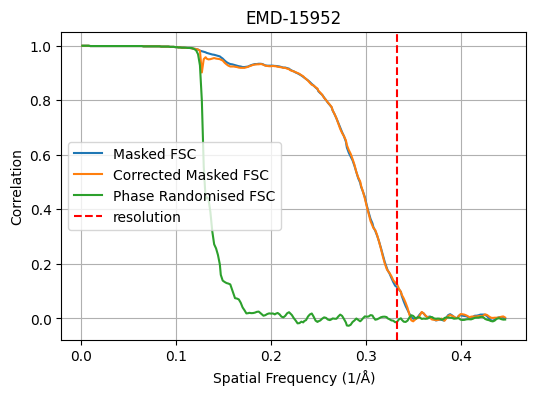 EMD-15952
1.0
0.8
0.6
0.4
0.2
0.0
Correlation
Masked FSC
Corrected Masked FSC
Phase Randomised FSC
resolution
0.0 0.1 0.2 0.3 0.4
Spatial Frequency (1/Å)